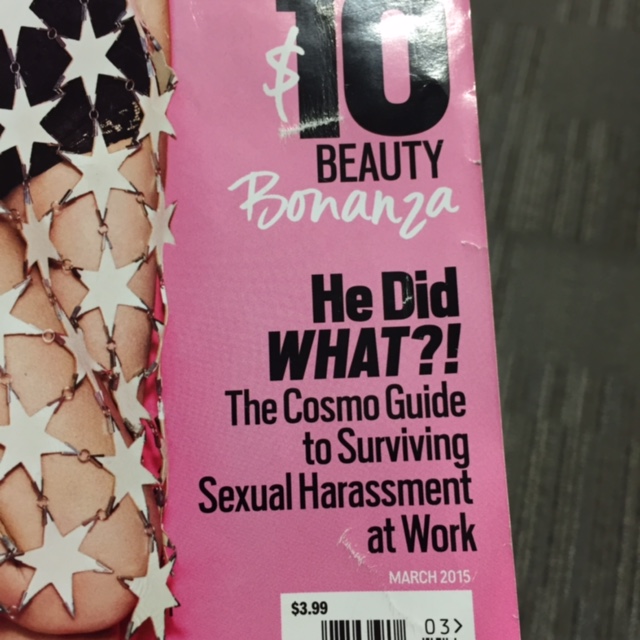 $10
BEAUTY
Bonanza
He Did
WHAT?!
The Cosmo Guide
to Surviving
Sexual Harassment
at Work
MARCH 2015
$3.99
03>